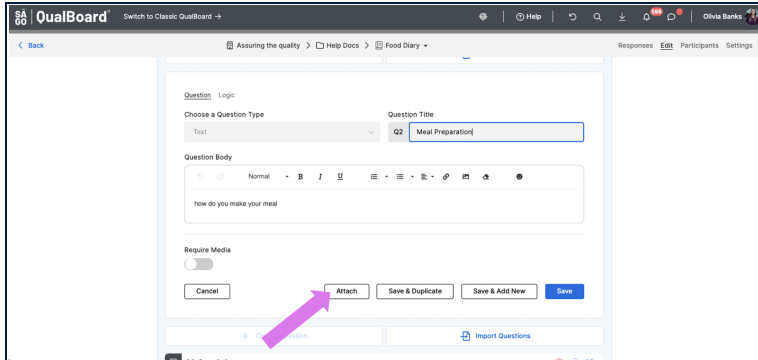 SÁGO QualBoard® Switch to Classic QualBoard → Help 594 Olivia Banks
Back Assuring the quality > Help Docs > Food Diary Responses Edit Participants Settings
Question Logic
Choose a Question Type Question Title
Text Q2 Meal Preparation
Question Body
Normal B I U
how do you make your meal
Require Media
Cancel Attach Save & Duplicate Save & Add New Save
Import Questions